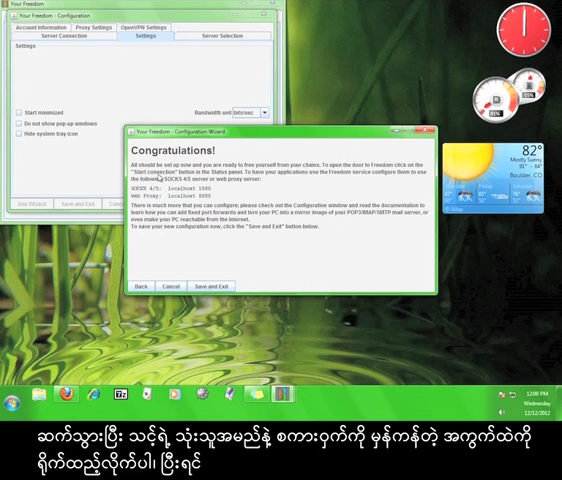 Your Freedom
Your Freedom - Configuration
Account Information Proxy Settings OpenVPN Settings
Server Connection Settings Server Selection
Settings
Start minimized
Bandwidth unit bits/sec
Do not show pop-up windows
Hide system tray icon
Use Wizard Save and Exit
Your Freedom - Configuration Wizard
Congratulations!
All should be set up now and you are ready to free yourself from your chains. To open the door to Freedom click on the
"Start connection" button in the Status panel. To have your applications use the Freedom service configure them to use
the following SOCKS 4/5 server or web proxy server:
SOCKS 4/5: localhost 1080
Web Proxy: localhost 8080
There is much more that you can configure; please check out the Configuration window and read the documentation to
learn how you can add fixed port forwards and turn your PC into a mirror image of your POP3/IMAP/SMTP mail server, or
even make your PC reachable from the Internet.
To save your new configuration now, click the "Save and Exit" button below.
Back Cancel Save and Exit
82°
Mostly Sunny
91° - 84°
Boulder, CO
12:00 PM
Wednesday
12/12/2012
ဆက်သွားပြီး သင့်ရဲ့ သုံးသူအမည်နဲ့ စကားဝှက်ကို မှန်ကန်တဲ့ အကွက်ထဲကို
ရိုက်ထည့်လိုက်ပါ၊ ပြီးရင်